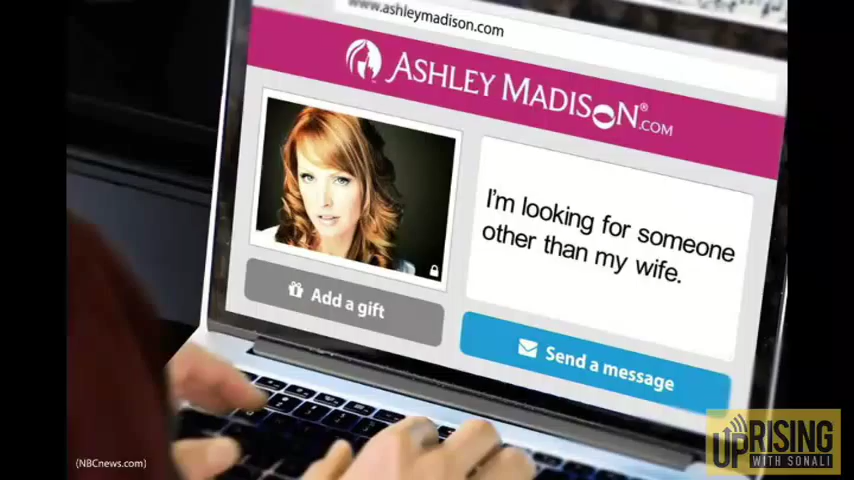 www.ashleymadison.com
ASHLEY MADISON®
.COM
I'm looking for someone
other than my wife.
Add a gift
Send a message
UPRISING
WITH SONALI
(NBCnews.com)